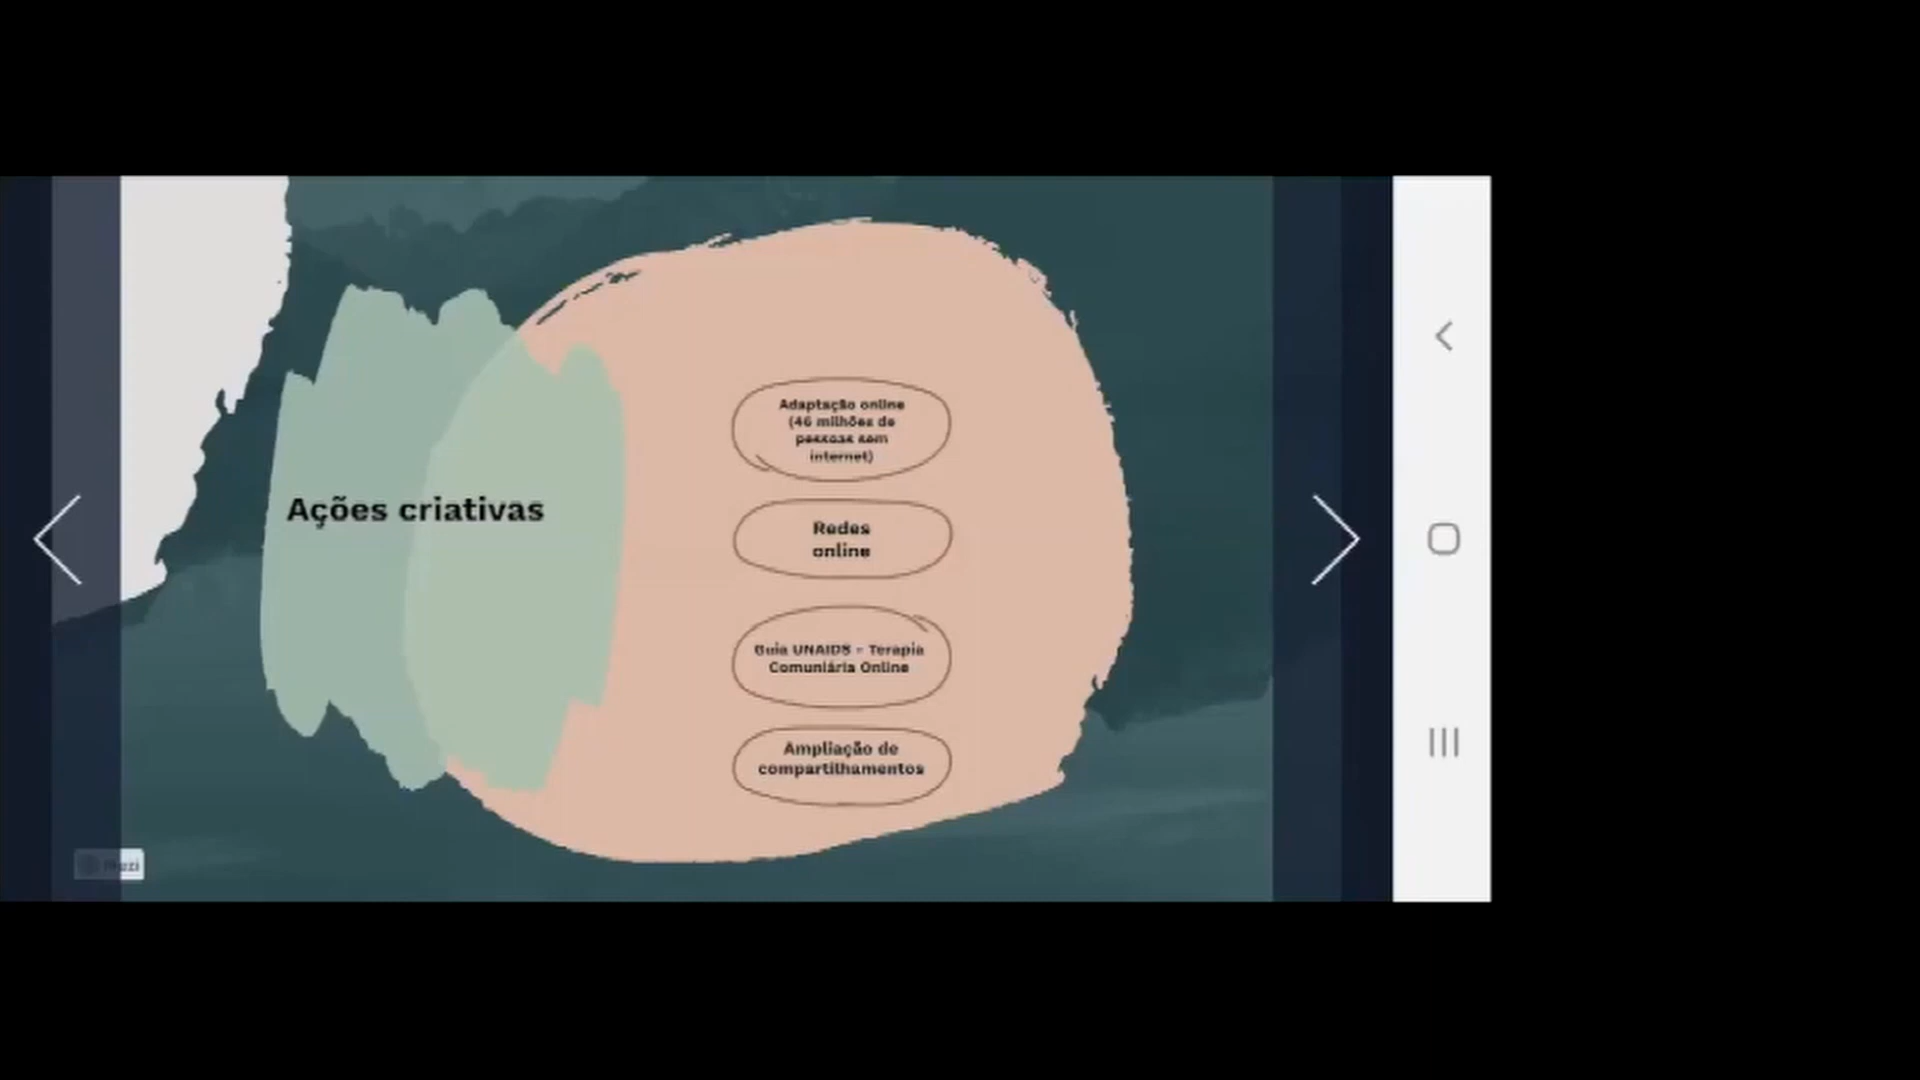 Ações criativas
Adaptação online
(46 milhões de
pessoas sem
internet)
Redes
online
Guia UNAIDS - Terapia
Comuniária Online
Ampliação de
compartilhamentos